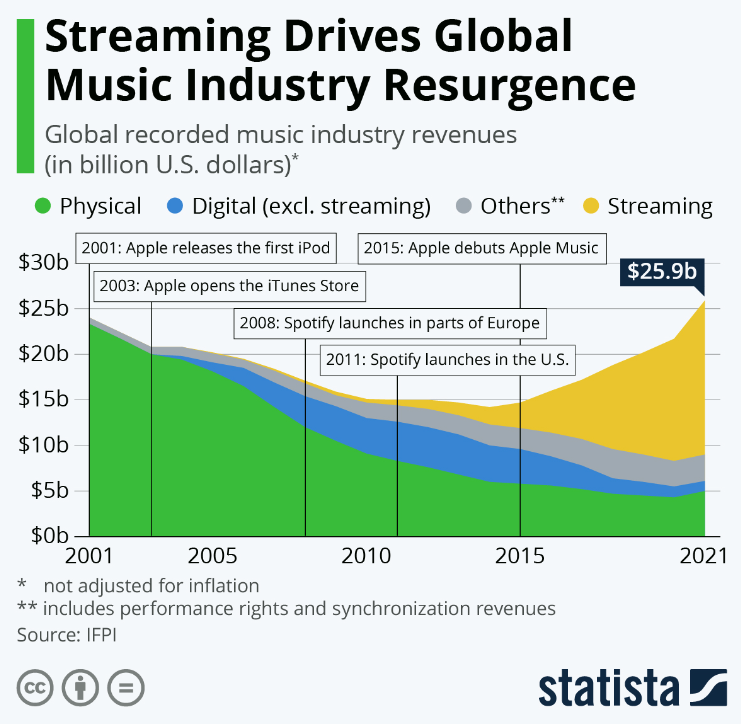 Streaming Drives Global
Music Industry Resurgence
Global recorded music industry revenues
(in billion U.S. dollars)*
Physical Digital (excl. streaming) Others** Streaming
2001: Apple releases the first iPod
2015: Apple debuts Apple Music
$30b
$25.9b
2003: Apple opens the iTunes Store
$25b
2008: Spotify launches in parts of Europe
$20b
2011: Spotify launches in the U.S.
$15b
$10b
$5b
$0b
2001 2005 2010 2015 2021
* not adjusted for inflation
** includes performance rights and synchronization revenues
Source: IFPI
cc
statista